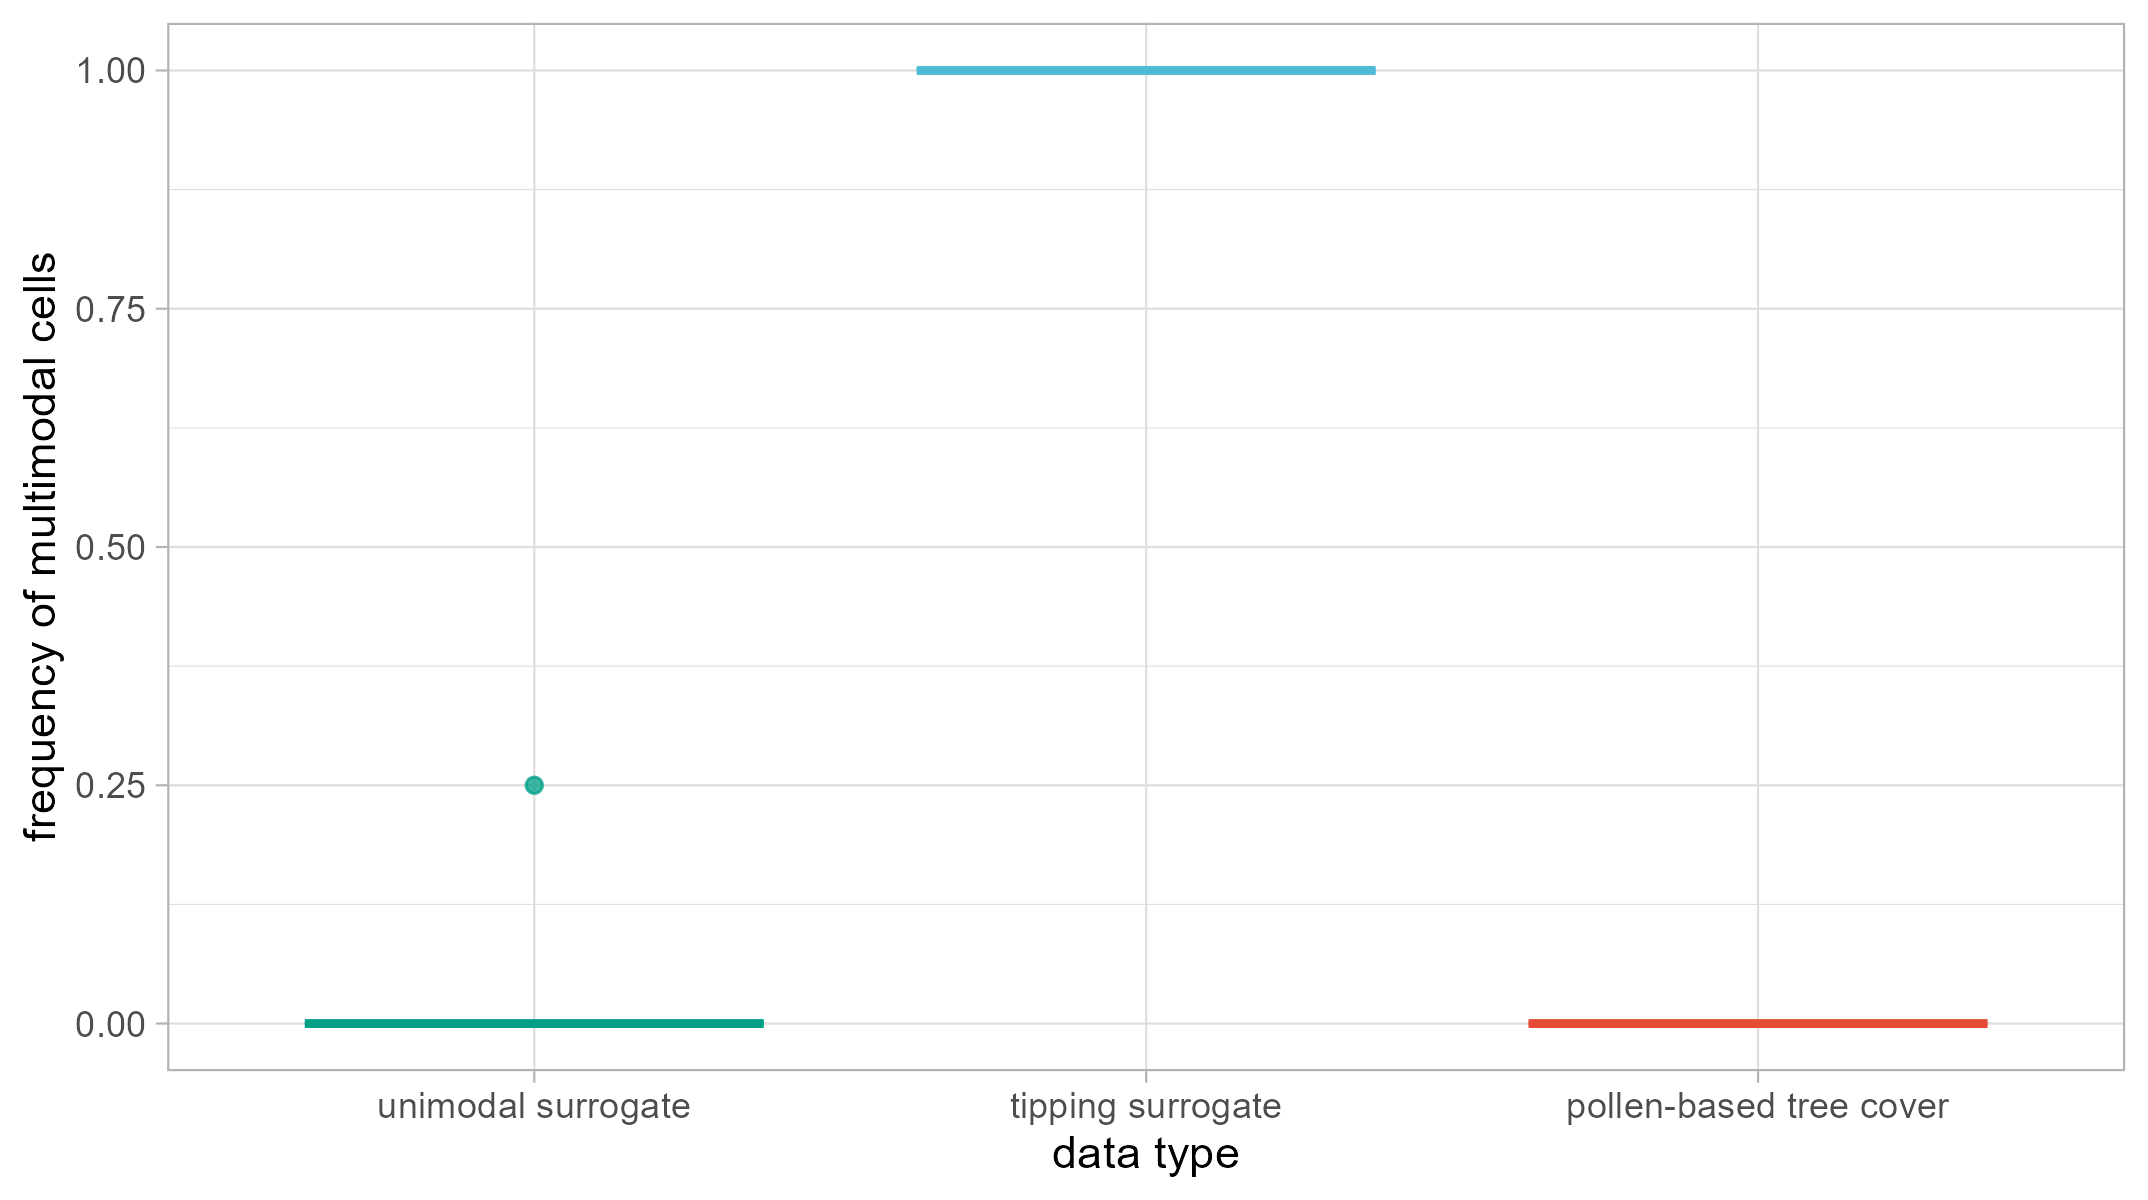 frequency of multimodal cells
1.00
0.75
0.50
0.25
0.00
unimodal surrogate
tipping surrogate
pollen-based tree cover
data type